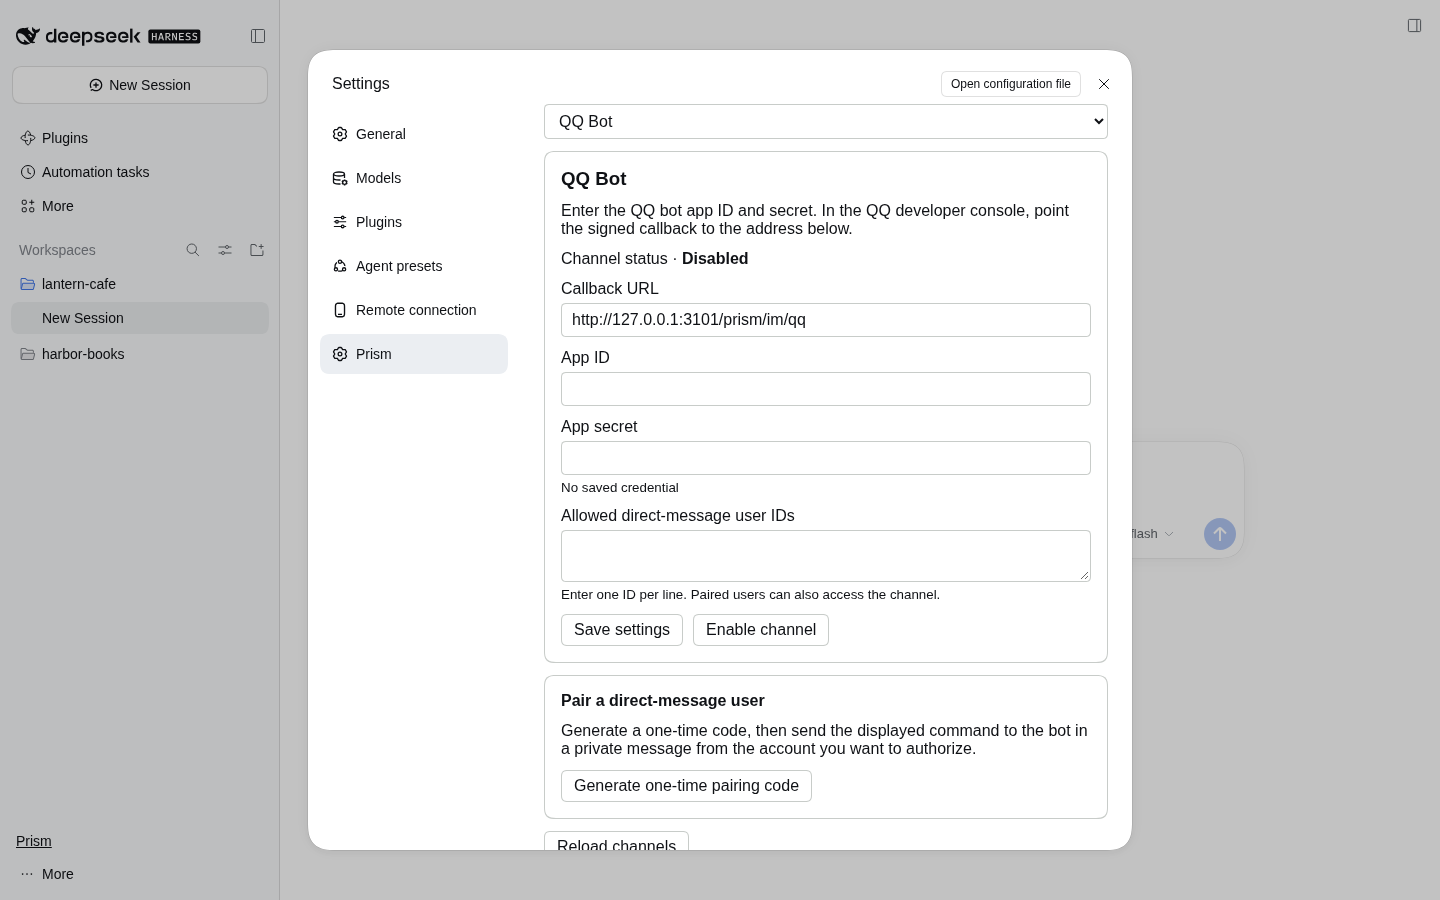 deepseek HARNESS
New Session
Plugins
Automation tasks
More
Workspaces
lantern-cafe
New Session
harbor-books
Prism
More
Settings
Open configuration file
General
Models
Plugins
Agent presets
Remote connection
Prism
QQ Bot
QQ Bot
Enter the QQ bot app ID and secret. In the QQ developer console, point
the signed callback to the address below.
Channel status · Disabled
Callback URL
http://127.0.0.1:3101/prism/im/qq
App ID
App secret
No saved credential
Allowed direct-message user IDs
Enter one ID per line. Paired users can also access the channel.
Save settings
Enable channel
Pair a direct-message user
Generate a one-time code, then send the displayed command to the bot in
a private message from the account you want to authorize.
Generate one-time pairing code
Reload channels
flash